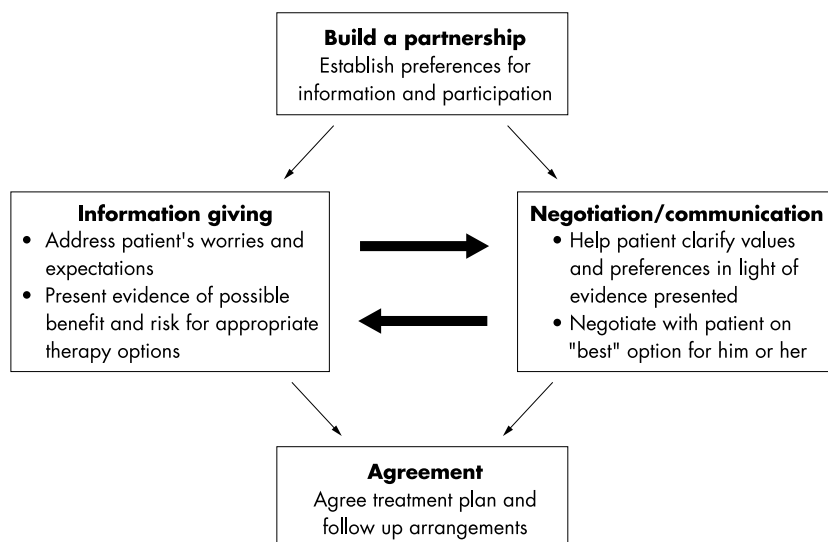 Build a partnership
Establish preferences for
information and participation
Information giving
• Address patient's worries and
expectations
• Present evidence of possible
benefit and risk for appropriate
therapy options
Negotiation/communication
• Help patient clarify values
and preferences in light of
evidence presented
• Negotiate with patient on
"best" option for him or her
Agreement
Agree treatment plan and
follow up arrangements